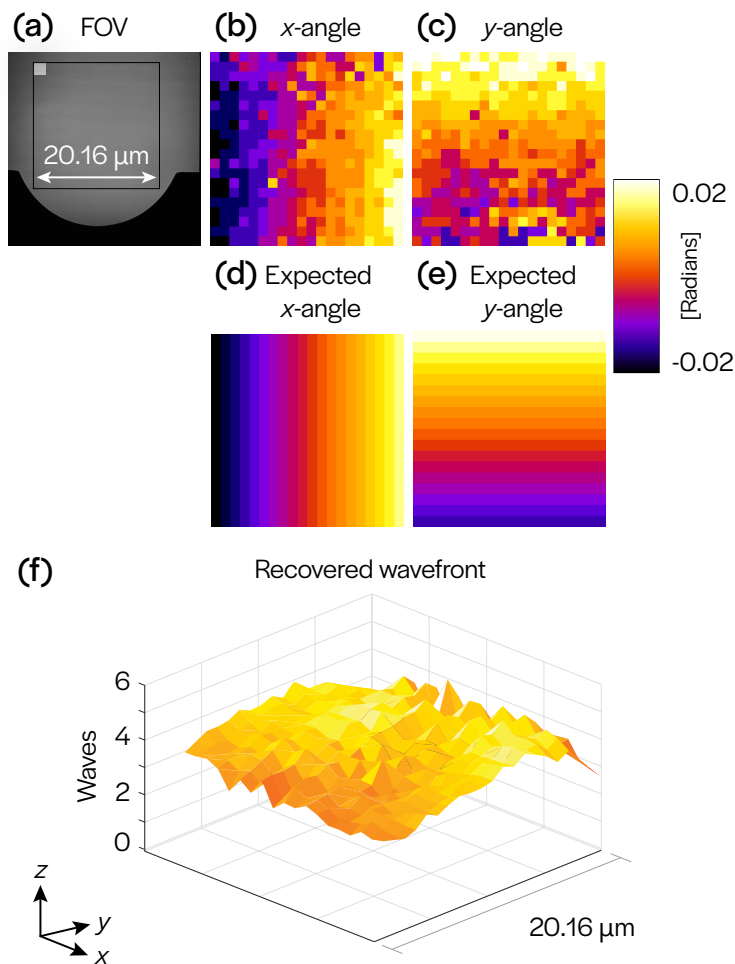 (a) FOV
(b) x-angle
(c) y-angle
20.16 µm
(d) Expected
x-angle
(e) Expected
y-angle
0.02
[Radians]
-0.02
(f) Recovered wavefront
6
4
2
0
Waves
z
y
x
20.16 µm